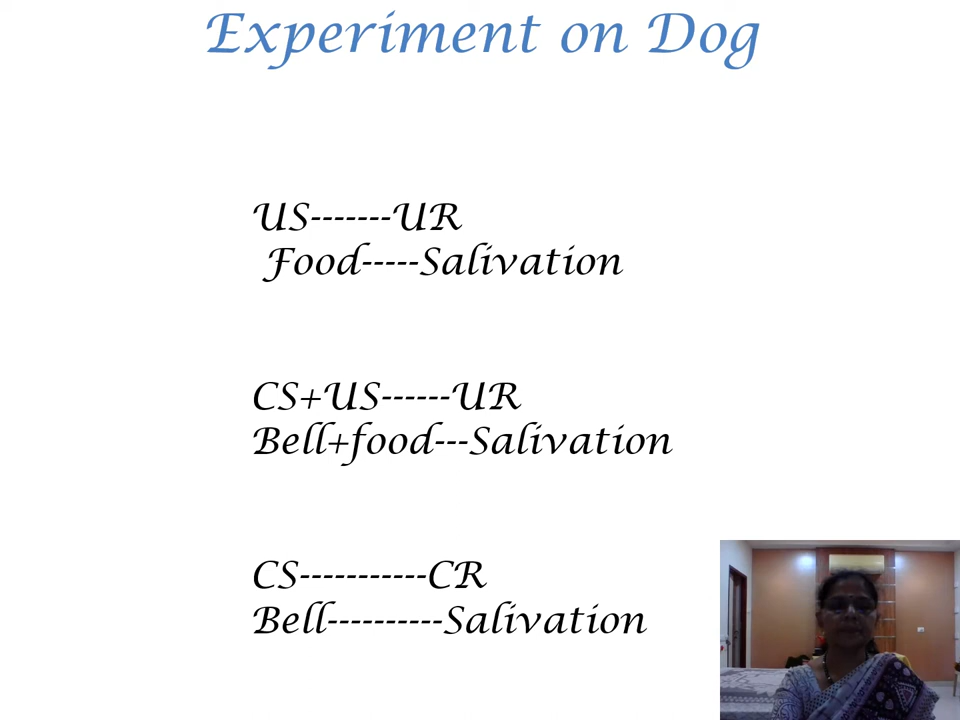 Experiment on Dog
US-------UR
Food-----Salivation
CS+US------UR
Bell+food---Salivation
CS-----------CR
Bell----------Salivation